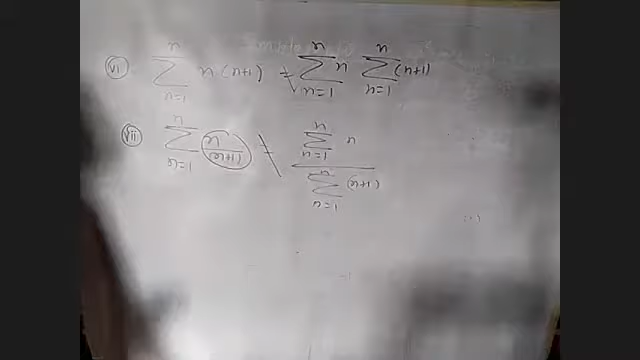 (vi) ∑_{n=1}^{n} n (n+1) ≠ ∑_{n=1}^{n} n ∑_{n=1}^{n} (n+1)
(vii) ∑_{n=1}^{n} n/(n+1) ≠ (∑_{n=1}^{n} n)/(∑_{n=1}^{n} (n+1))